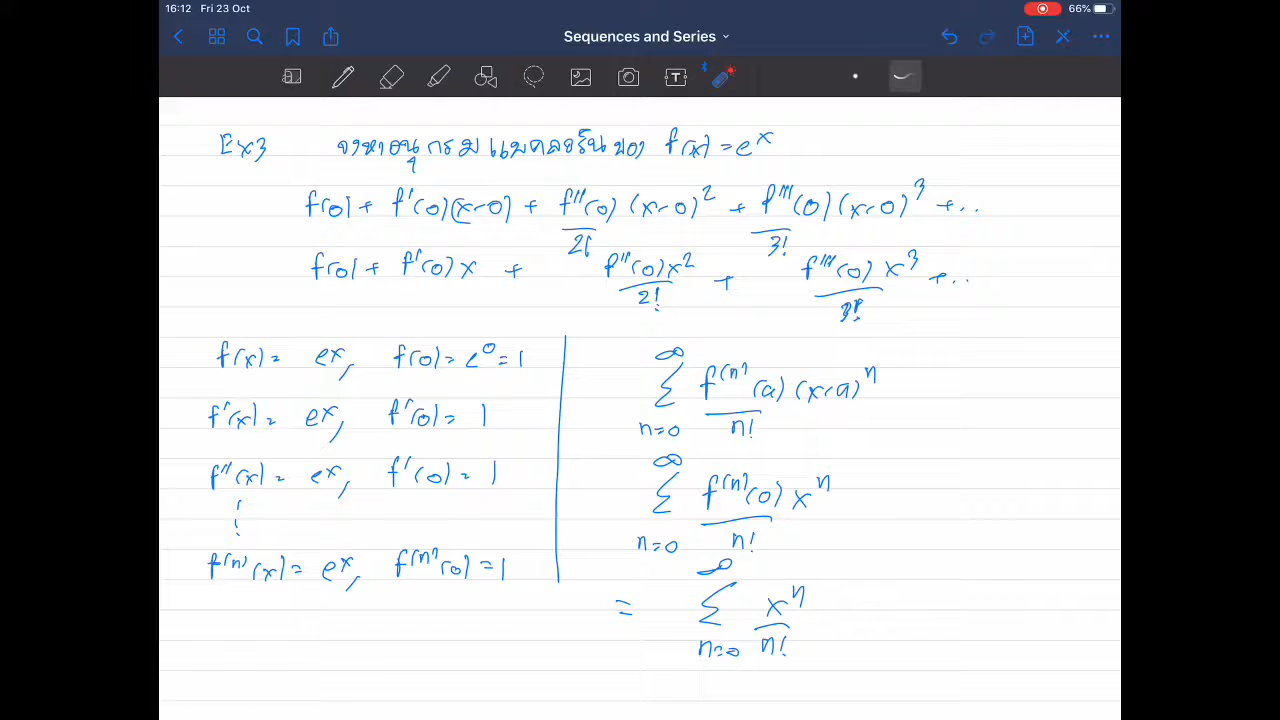 16:12 Fri 23 Oct 66%
Sequences and Series
Ex3 จงหาอนุกรมแมคลอรินของ f(x) = e^x
f(0) + f'(0)(x-0) + f''(0)/2! (x-0)^2 + f'''(0)/3! (x-0)^3 + ...
f(0) + f'(0)x + f''(0)x^2/2! + f'''(0)x^3/3! + ...
f(x) = e^x, f(0) = e^0 = 1
f'(x) = e^x, f'(0) = 1
f''(x) = e^x, f'(0) = 1
⋮
f^(n)(x) = e^x, f^(n)(0) = 1
∑_{n=0}^{∞} f^(n)(a)/n! (x-a)^n
∑_{n=0}^{∞} f^(n)(0)/n! x^n
= ∑_{n=0}^{∞} x^n/n!